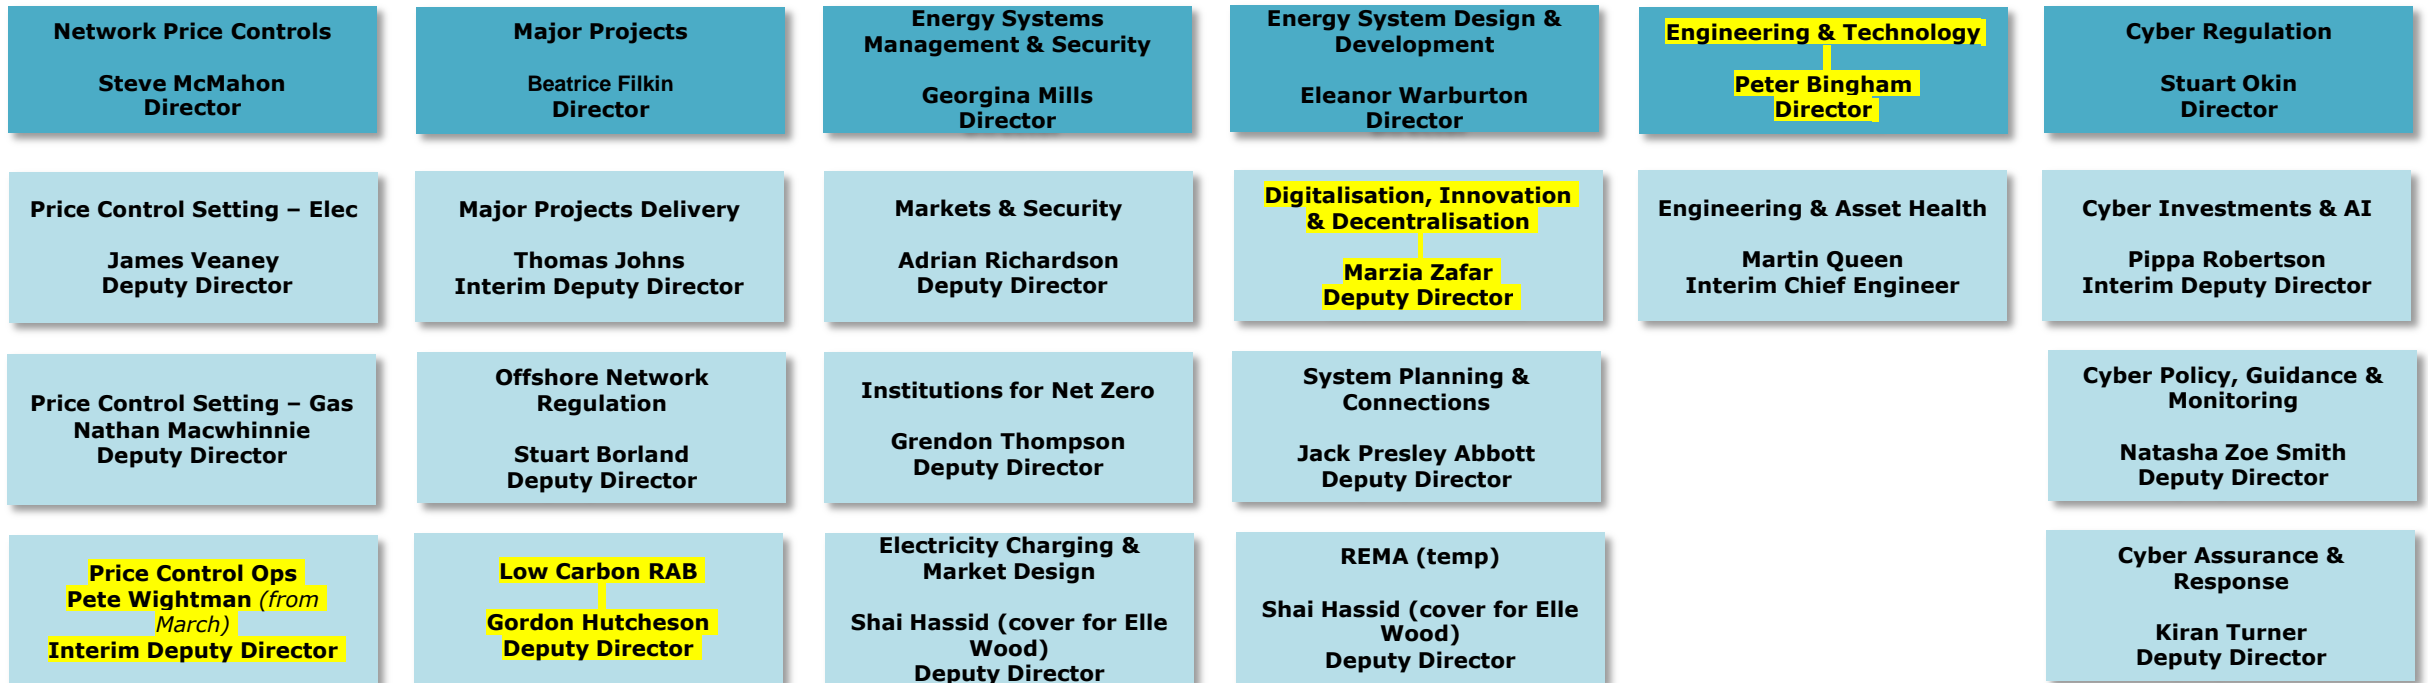 Network Price Controls
Steve McMahon
Director
Major Projects
Beatrice Filkin
Director
Energy Systems
Management & Security
Georgina Mills
Director
Energy System Design &
Development
Eleanor Warburton
Director
Engineering & Technology
Peter Bingham
Director
Cyber Regulation
Stuart Okin
Director
Price Control Setting – Elec
James Veaney
Deputy Director
Major Projects Delivery
Thomas Johns
Interim Deputy Director
Markets & Security
Adrian Richardson
Deputy Director
Digitalisation, Innovation
& Decentralisation
Marzia Zafar
Deputy Director
Engineering & Asset Health
Martin Queen
Interim Chief Engineer
Cyber Investments & AI
Pippa Robertson
Interim Deputy Director
Price Control Setting – Gas
Nathan Macwhinnie
Deputy Director
Offshore Network
Regulation
Stuart Borland
Deputy Director
Institutions for Net Zero
Grendon Thompson
Deputy Director
System Planning &
Connections
Jack Presley Abbott
Deputy Director
Cyber Policy, Guidance &
Monitoring
Natasha Zoe Smith
Deputy Director
Price Control Ops
Pete Wightman (from
March)
Interim Deputy Director
Low Carbon RAB
Gordon Hutcheson
Deputy Director
Electricity Charging &
Market Design
Shai Hassid (cover for Elle
Wood)
Deputy Director
REMA (temp)
Shai Hassid (cover for Elle
Wood)
Deputy Director
Cyber Assurance &
Response
Kiran Turner
Deputy Director